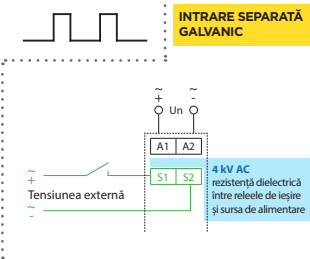 INTRARE SEPARATĂ
GALVANIC
~ ~
+ -
Un
A1 A2
S1 S2
4 kV AC
rezistență dielectrică
între releele de ieșire
și sursa de alimentare
~
+
Tensiunea externă
~
-